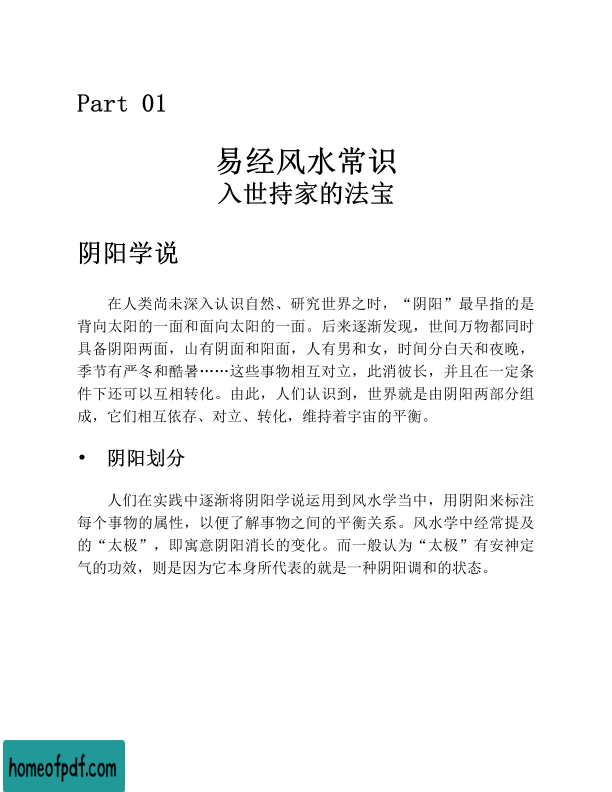 Part 01
易经风水常识
入世持家的法宝
阴阳学说
在人类尚未深入认识自然、研究世界之时，“阴阳”最早指的是
背向太阳的一面和面向太阳的一面。后来逐渐发现，世间万物都同时
具备阴阳两面，山有阴面和阳面，人有男和女，时间分白天和夜晚，
季节有严冬和酷暑……这些事物相互对立，此消彼长，并且在一定条
件下还可以互相转化。由此，人们认识到，世界就是由阴阳两部分组
成，它们相互依存、对立、转化，维持着宇宙的平衡。
• 阴阳划分
人们在实践中逐渐将阴阳学说运用到风水学当中，用阴阳来标注
每个事物的属性，以便了解事物之间的平衡关系。风水学中经常提及
的“太极”，即寓意阴阳消长的变化。而一般认为“太极”有安神定
气的功效，则是因为它本身所代表的就是一种阴阳调和的状态。
homeofpdf.com